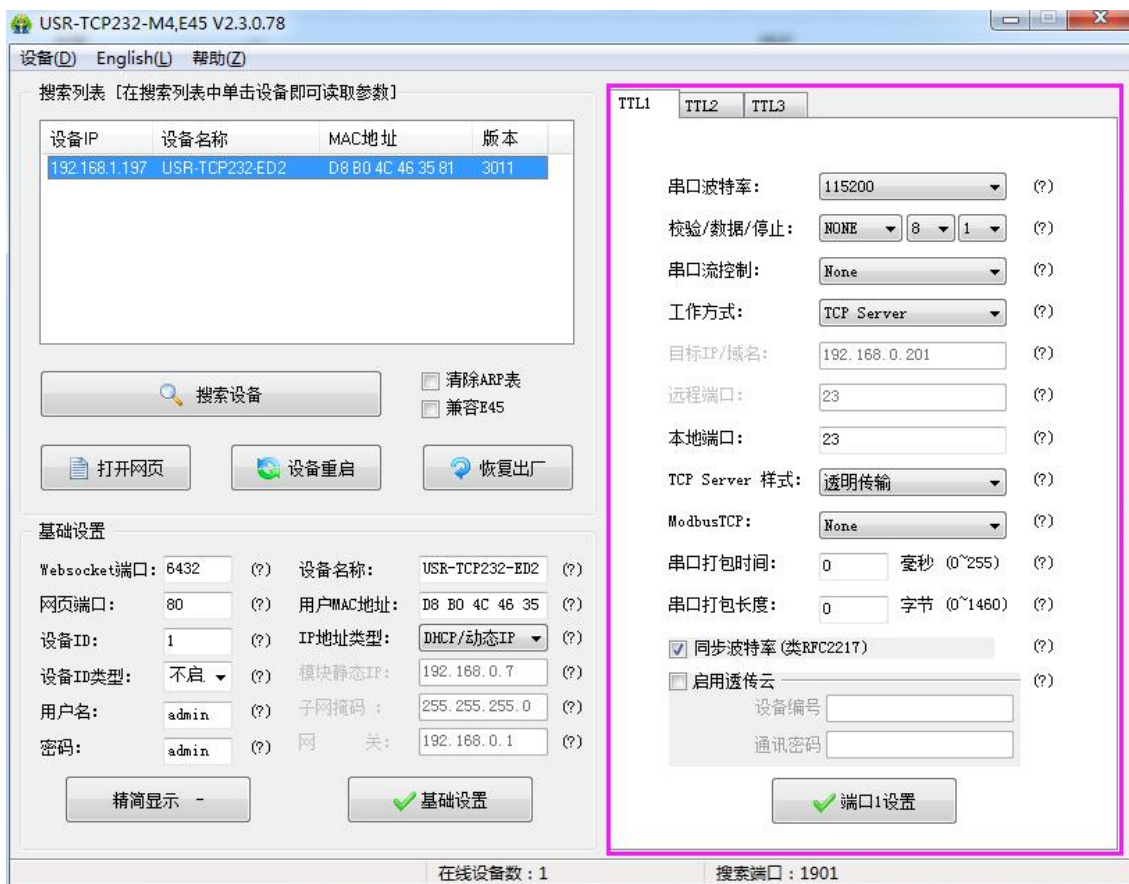 USR-TCP232-M4,E45 V2.3.0.78
设备(D) English(L) 帮助(Z)
搜索列表 [在搜索列表中单击设备即可读取参数]
设备IP 设备名称 MAC地址 版本
192.168.1.197 USR-TCP232-ED2 D8 B0 4C 46 35 81 3011
搜索设备
清除ARP表
兼容E45
打开网页 设备重启 恢复出厂
基础设置
Websocket端口: 6432 (?) 设备名称: USR-TCP232-ED2 (?)
网页端口: 80 (?) 用户MAC地址: D8 B0 4C 46 35 (?)
设备ID: 1 (?) IP地址类型: DHCP/动态IP (?)
设备ID类型: 不启. (?) 模块静态IP: 192.168.0.7 (?)
用户名: admin (?) 子网掩码 : 255.255.255.0 (?)
密码: admin (?) 网 关: 192.168.0.1 (?)
精简显示 - 基础设置
TTL1 TTL2 TTL3
串口波特率: 115200 (?)
校验/数据/停止: NONE 8 1 (?)
串口流控制: None (?)
工作方式: TCP Server (?)
目标IP/域名: 192.168.0.201 (?)
远程端口: 23 (?)
本地端口: 23 (?)
TCP Server 样式: 透明传输 (?)
ModbusTCP: None (?)
串口打包时间: 0 毫秒 (0~255) (?)
串口打包长度: 0 字节 (0~1460) (?)
同步波特率(类RFC2217) (?)
启用透传云 (?)
设备编号
通讯密码
端口1设置
在线设备数：1 搜索端口：1901